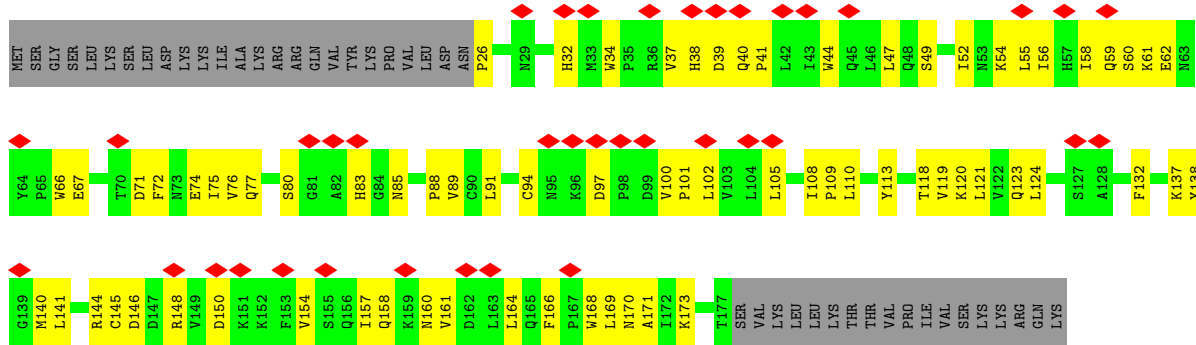 MET SER GLY SER LEU LYS LYS SER LEU ASP LYS LYS ILE ALA LYS ARG ARG GLN VAL TYR LYS PRO VAL LEU ASP ASN P26 N29 H32 M33 W34 P35 R36 V37 H38 D39 Q40 P41 L42 I43 W44 Q45 L46 L47 Q48 S49 I52 N53 K54 L55 I56 H57 I58 Q59 S60 K61 E62 N63
Y64 P65 W66 E67 T70 D71 F72 N73 E74 I75 V76 Q77 S80 G81 A82 H83 G84 N85 P88 V89 C90 L91 C94 N95 K96 D97 P98 D99 V100 P101 L102 V103 L104 L105 I108 P109 L110 Y113 T118 V119 K120 L121 V122 Q123 L124 S127 A128 F132 K137 Y138
G139 M140 L141 R144 C145 D146 D147 R148 V149 D150 K151 K152 F153 V154 S155 Q156 I157 Q158 K159 N160 V161 D162 L163 L164 Q165 F166 P167 W168 L169 N170 A171 I172 K173 T177 SER VAL LYS LEU LEU LYS THR THR VAL PRO ILE VAL SER LYS LYS ARG GLN LYS